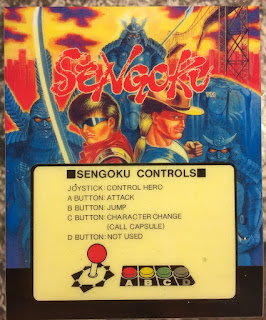 SENGOKU
■SENGOKU CONTROLS■
JOYSTICK: CONTROL HERO
A BUTTON: ATTACK
B BUTTON: JUMP
C BUTTON: CHARACTER CHANGE
(CALL CAPSULE)
D BUTTON: NOT USED
A B C D